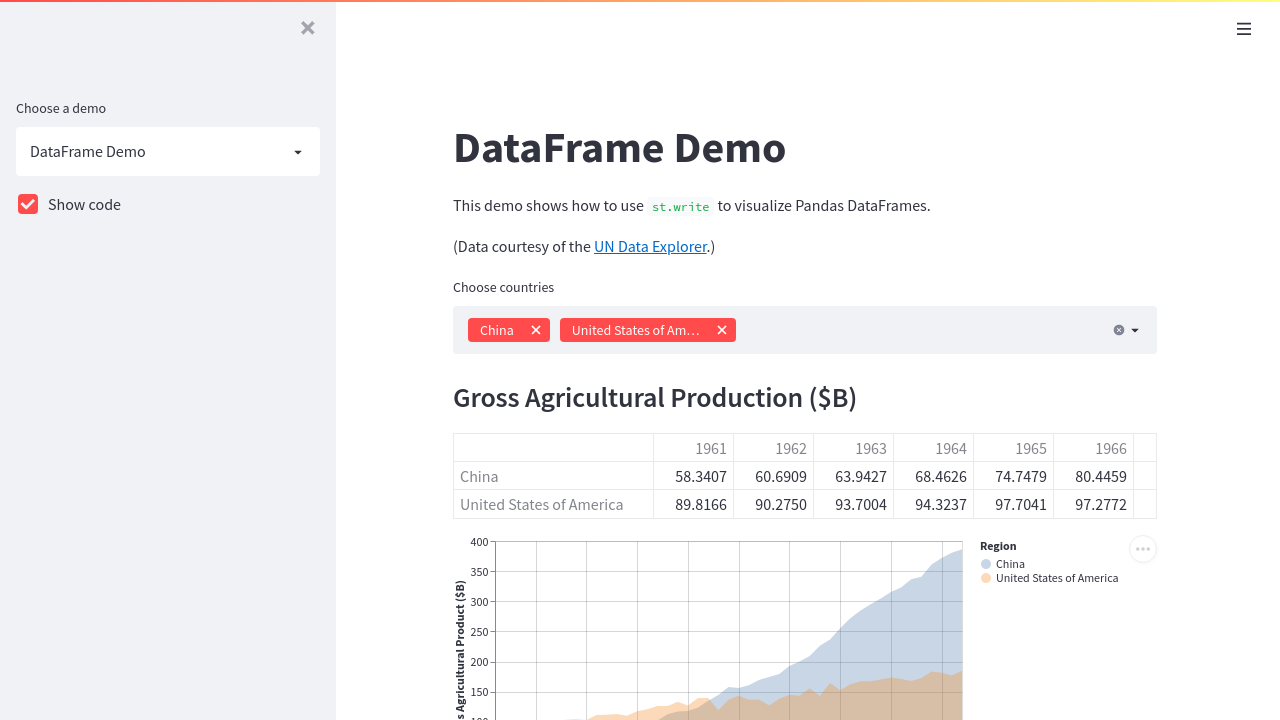 Choose a demo
DataFrame Demo
Show code
DataFrame Demo
This demo shows how to use st.write to visualize Pandas DataFrames.
(Data courtesy of the UN Data Explorer.)
Choose countries
China
United States of Am…
Gross Agricultural Production ($B)
1961 1962 1963 1964 1965 1966
China 58.3407 60.6909 63.9427 68.4626 74.7479 80.4459
United States of America 89.8166 90.2750 93.7004 94.3237 97.7041 97.2772
400
350
300
250
200
150
s Agricultural Product ($B)
Region
China
United States of America